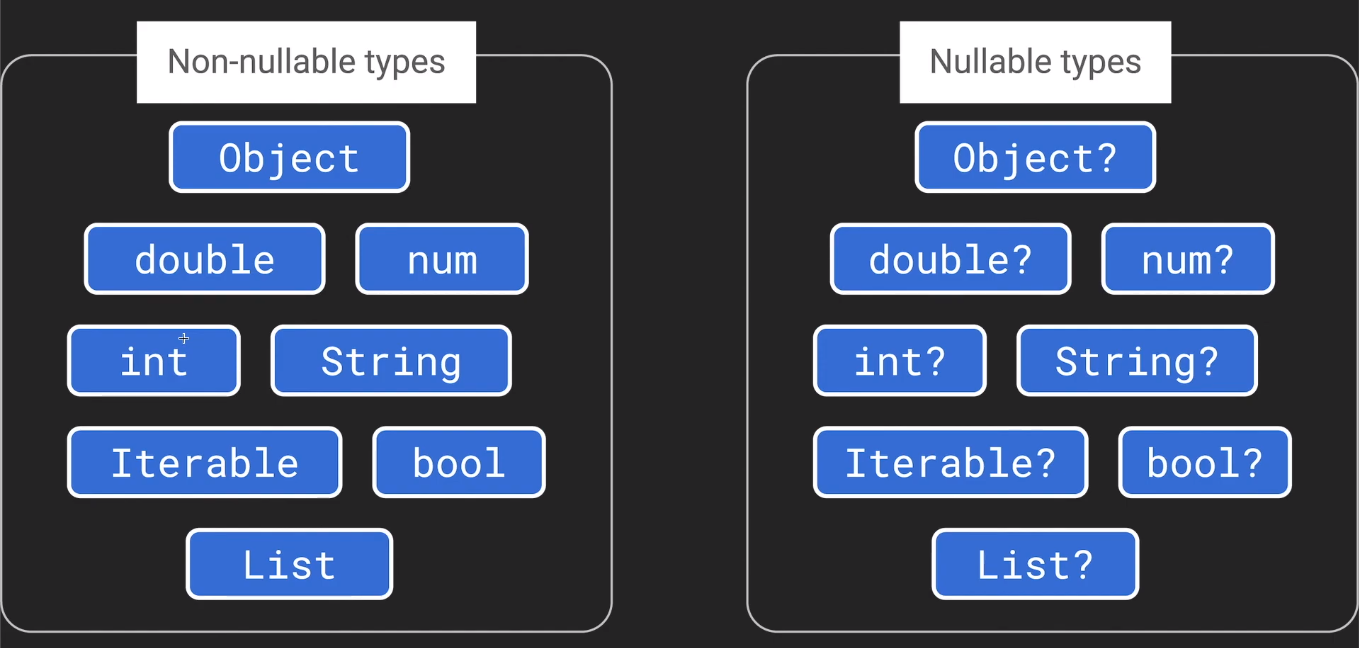 Non-nullable types
Object
double
num
int
String
Iterable
bool
List
Nullable types
Object?
double?
num?
int?
String?
Iterable?
bool?
List?